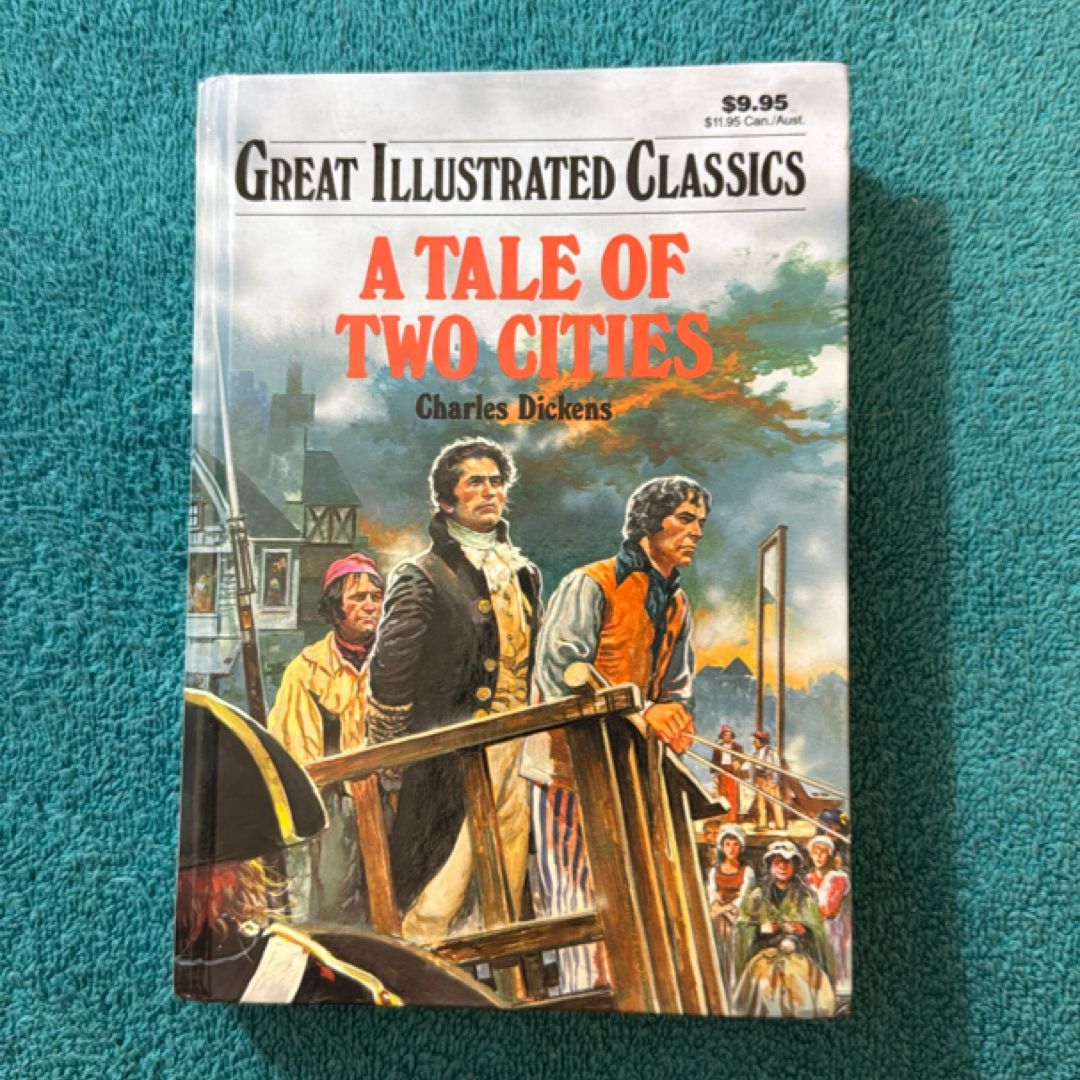 $9.95
$11.95 Can./Aust.
GREAT ILLUSTRATED CLASSICS
A TALE OF
TWO CITIES
Charles Dickens